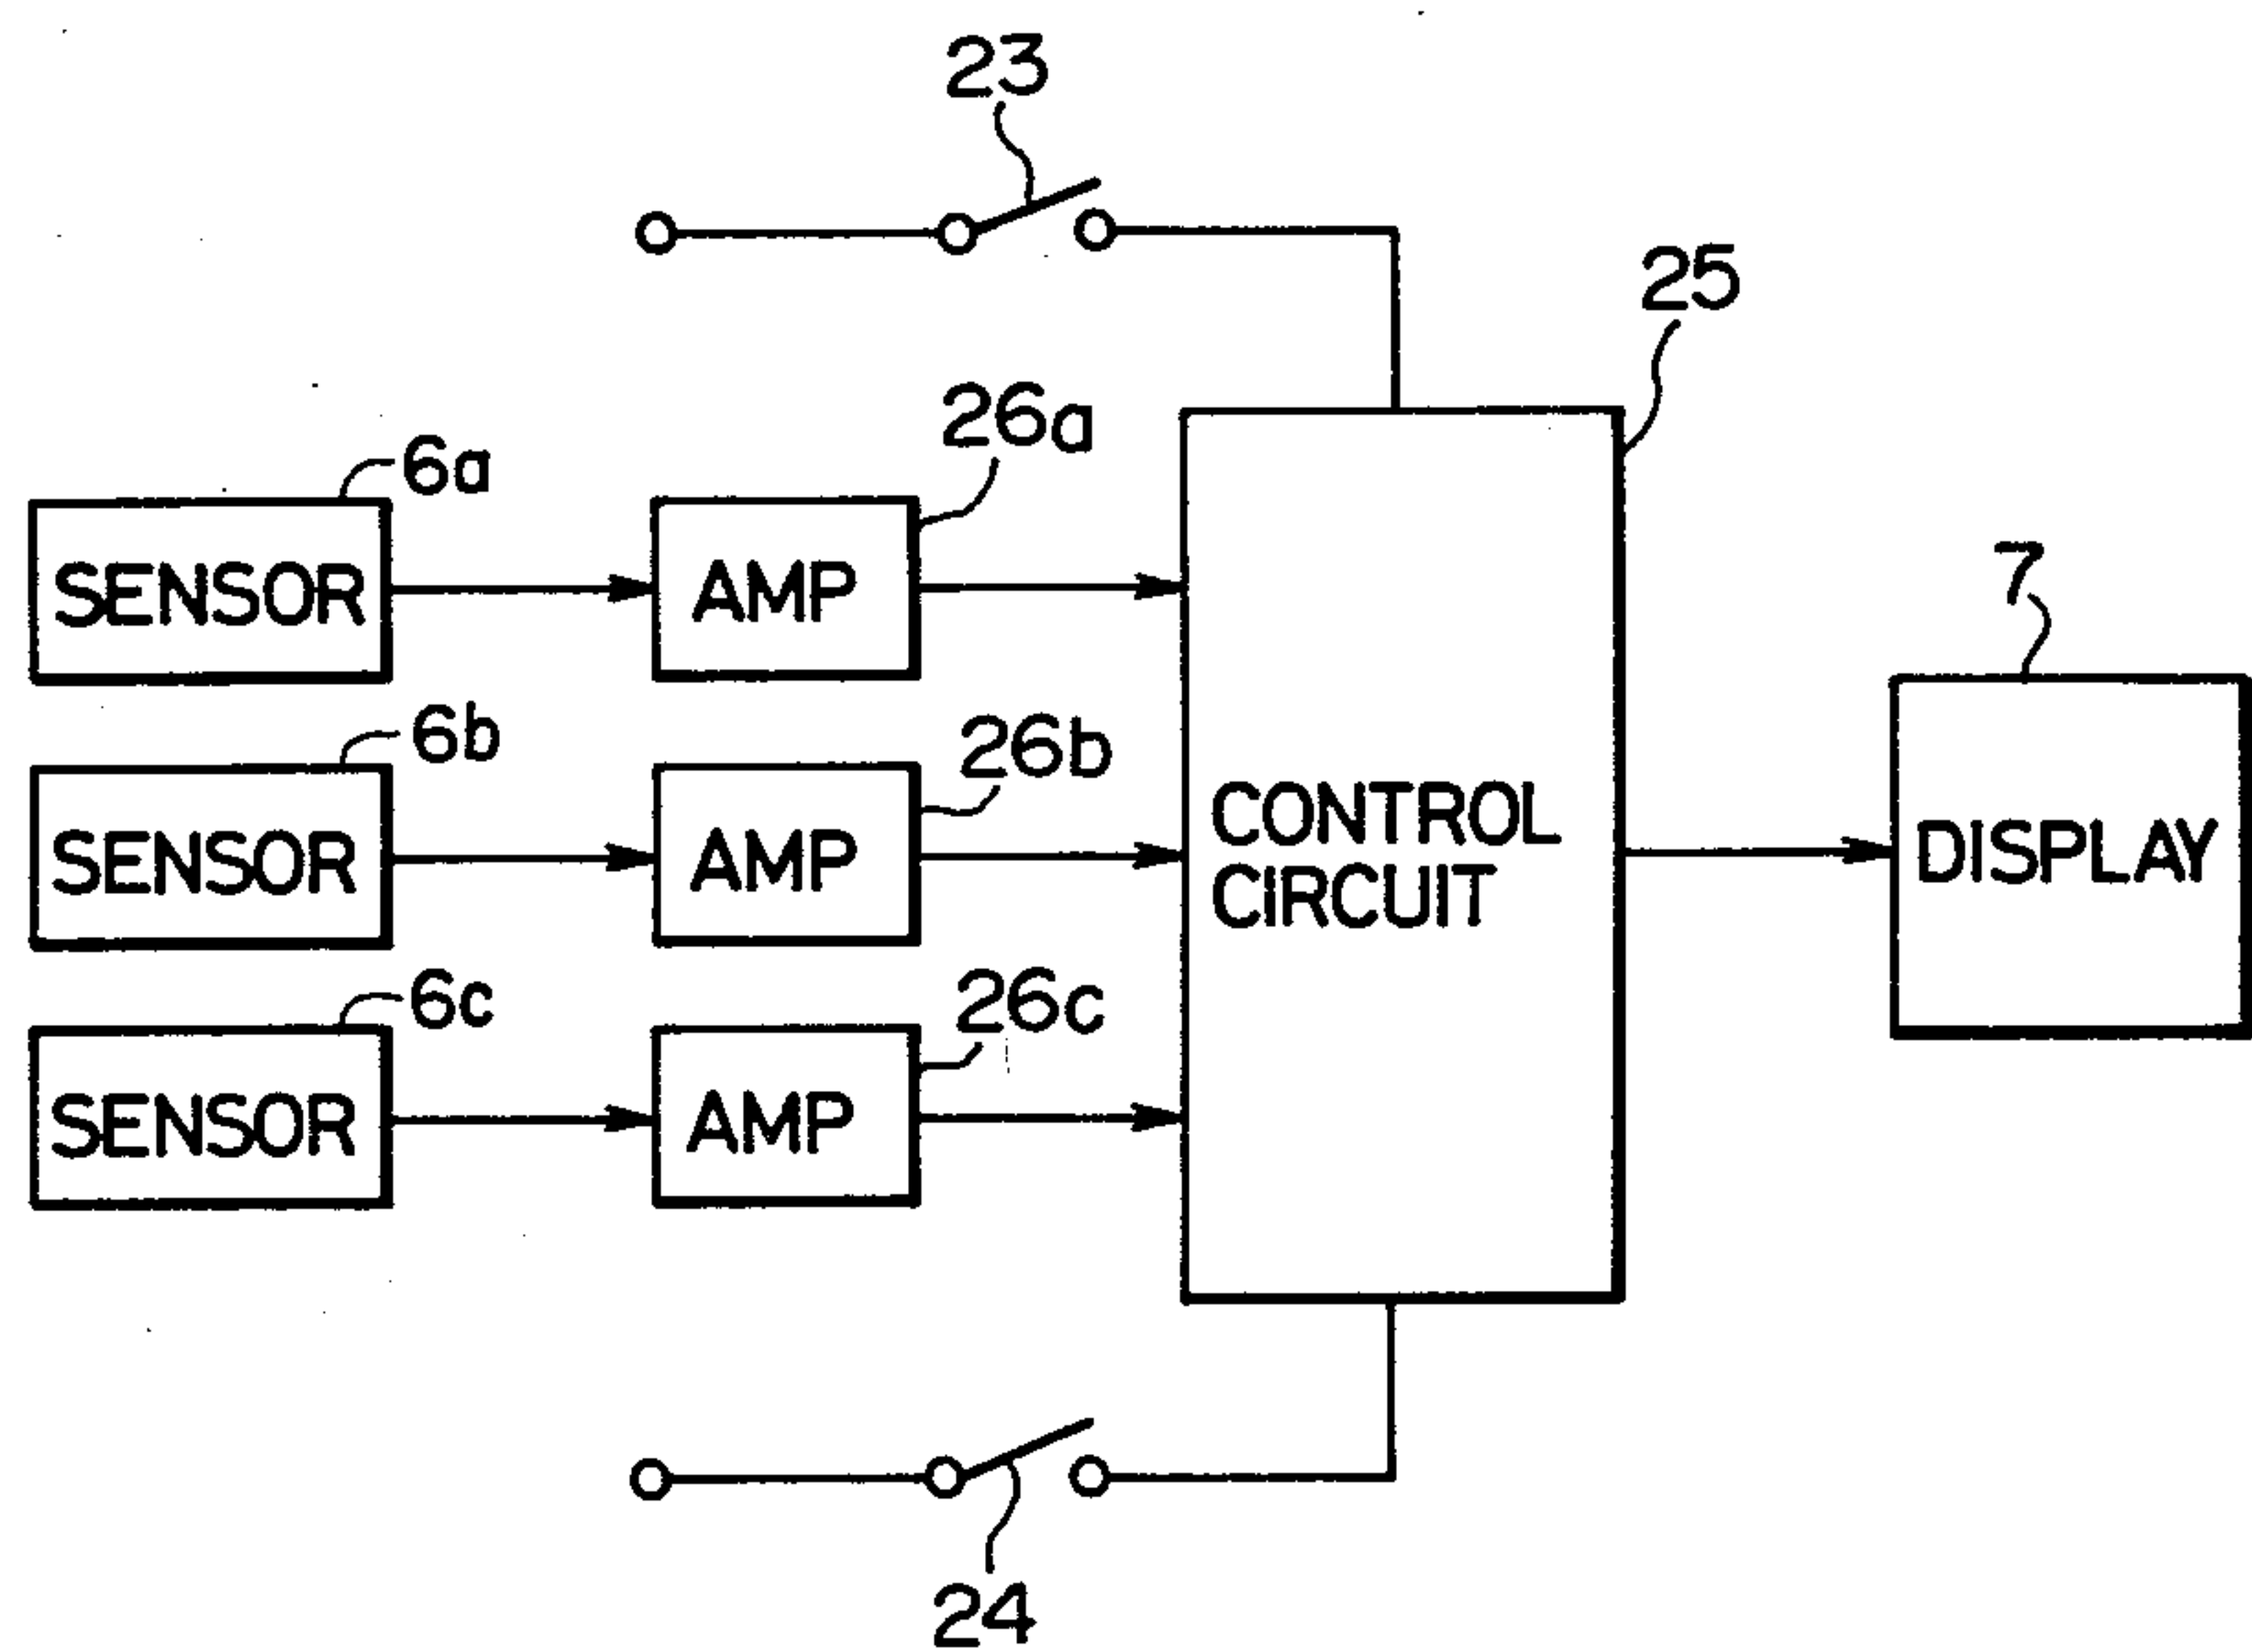 23
25
26a
6a
SENSOR
AMP
7
6b
26b
SENSOR
AMP
CONTROL
CIRCUIT
DISPLAY
6c
26c
SENSOR
AMP
24